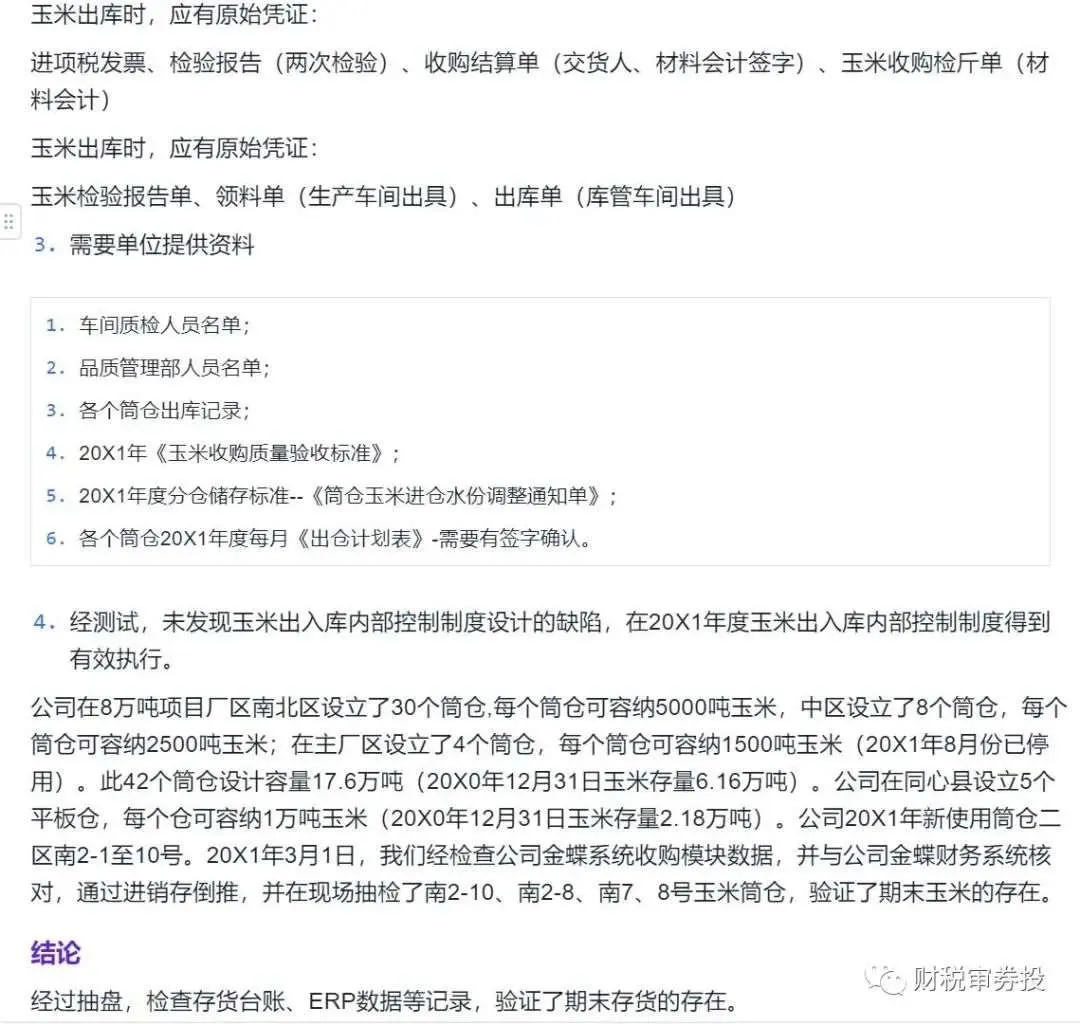 玉米出库时，应有原始凭证：
进项税发票、检验报告（两次检验）、收购结算单（交货人、材料会计签字）、玉米收购检斤单（材
料会计）
玉米出库时，应有原始凭证：
玉米检验报告单、领料单（生产车间出具）、出库单（库管车间出具）
3. 需要单位提供资料
1. 车间质检人员名单；
2. 品质管理部人员名单；
3. 各个筒仓出库记录；
4. 20X1年《玉米收购质量验收标准》；
5. 20X1年度分仓储存标准--《筒仓玉米进仓水份调整通知单》；
6. 各个筒仓20X1年度每月《出仓计划表》-需要有签字确认。
4. 经测试，未发现玉米出入库内部控制制度设计的缺陷，在20X1年度玉米出入库内部控制制度得到
有效执行。
公司在8万吨项目厂区南北区设立了30个筒仓,每个筒仓可容纳5000吨玉米，中区设立了8个筒仓，每个
筒仓可容纳2500吨玉米；在主厂区设立了4个筒仓，每个筒仓可容纳1500吨玉米（20X1年8月份已停
用）。此42个筒仓设计容量17.6万吨（20X0年12月31日玉米存量6.16万吨）。公司在同心县设立5个
平板仓，每个仓可容纳1万吨玉米（20X0年12月31日玉米存量2.18万吨）。公司20X1年新使用筒仓二
区南2-1至10号。20X1年3月1日，我们经检查公司金蝶系统收购模块数据，并与公司金蝶财务系统核
对，通过进销存倒推，并在现场抽检了南2-10、南2-8、南7、8号玉米筒仓，验证了期末玉米的存在。
结论
经过抽盘，检查存货台账、ERP数据等记录，验证了期末存货的存在。
财税审券投